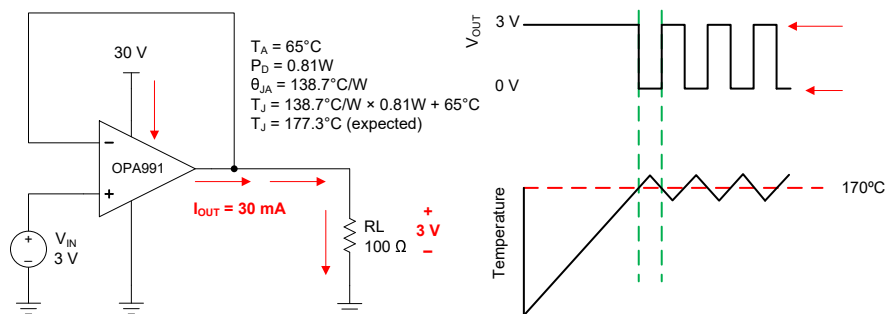 30 V
T_A = 65°C
P_D = 0.81W
θ_JA = 138.7°C/W
T_J = 138.7°C/W × 0.81W + 65°C
T_J = 177.3°C (expected)
–
OPA991
+
I_OUT = 30 mA
+
–
V_IN
3 V
RL
100 Ω
+
3 V
–
V_OUT
3 V
0 V
Temperature
170ºC